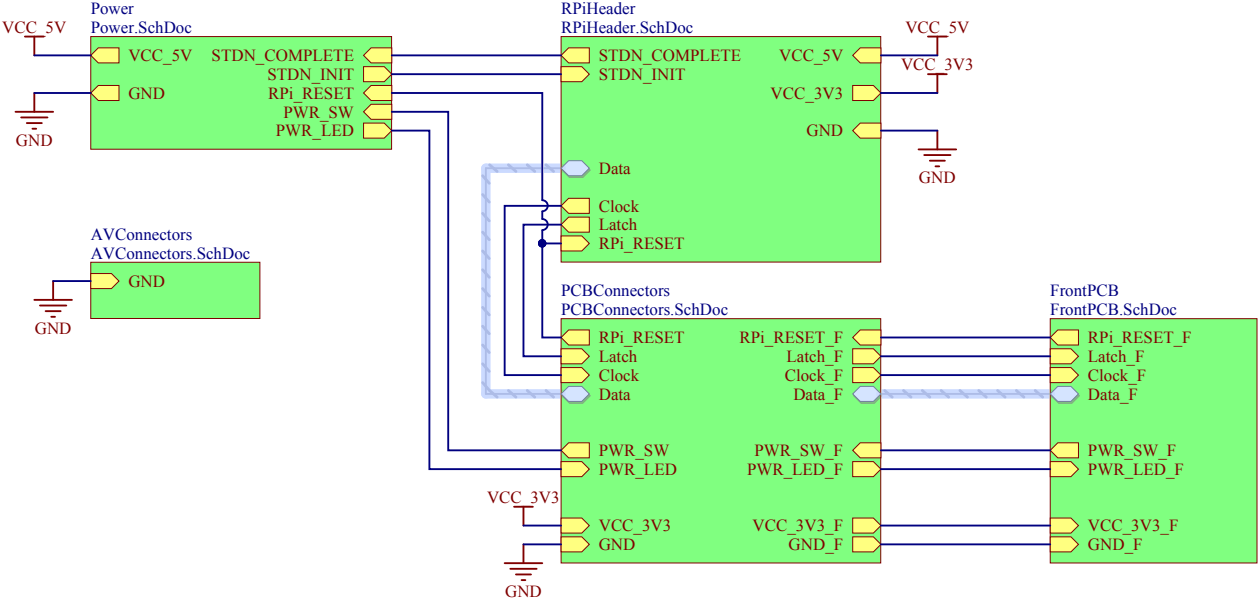 Power
Power.SchDoc
VCC_5V
VCC_5V
GND
GND
STDN_COMPLETE
STDN_INIT
RPi_RESET
PWR_SW
PWR_LED
RPiHeader
RPiHeader.SchDoc
STDN_COMPLETE
STDN_INIT
Data
Clock
Latch
RPi_RESET
VCC_5V
VCC_3V3
GND
VCC_5V
VCC_3V3
GND
AVConnectors
AVConnectors.SchDoc
GND
GND
PCBConnectors
PCBConnectors.SchDoc
RPi_RESET
Latch
Clock
Data
PWR_SW
PWR_LED
VCC_3V3
VCC_3V3
GND
GND
RPi_RESET_F
Latch_F
Clock_F
Data_F
PWR_SW_F
PWR_LED_F
VCC_3V3_F
GND_F
FrontPCB
FrontPCB.SchDoc
RPi_RESET_F
Latch_F
Clock_F
Data_F
PWR_SW_F
PWR_LED_F
VCC_3V3_F
GND_F